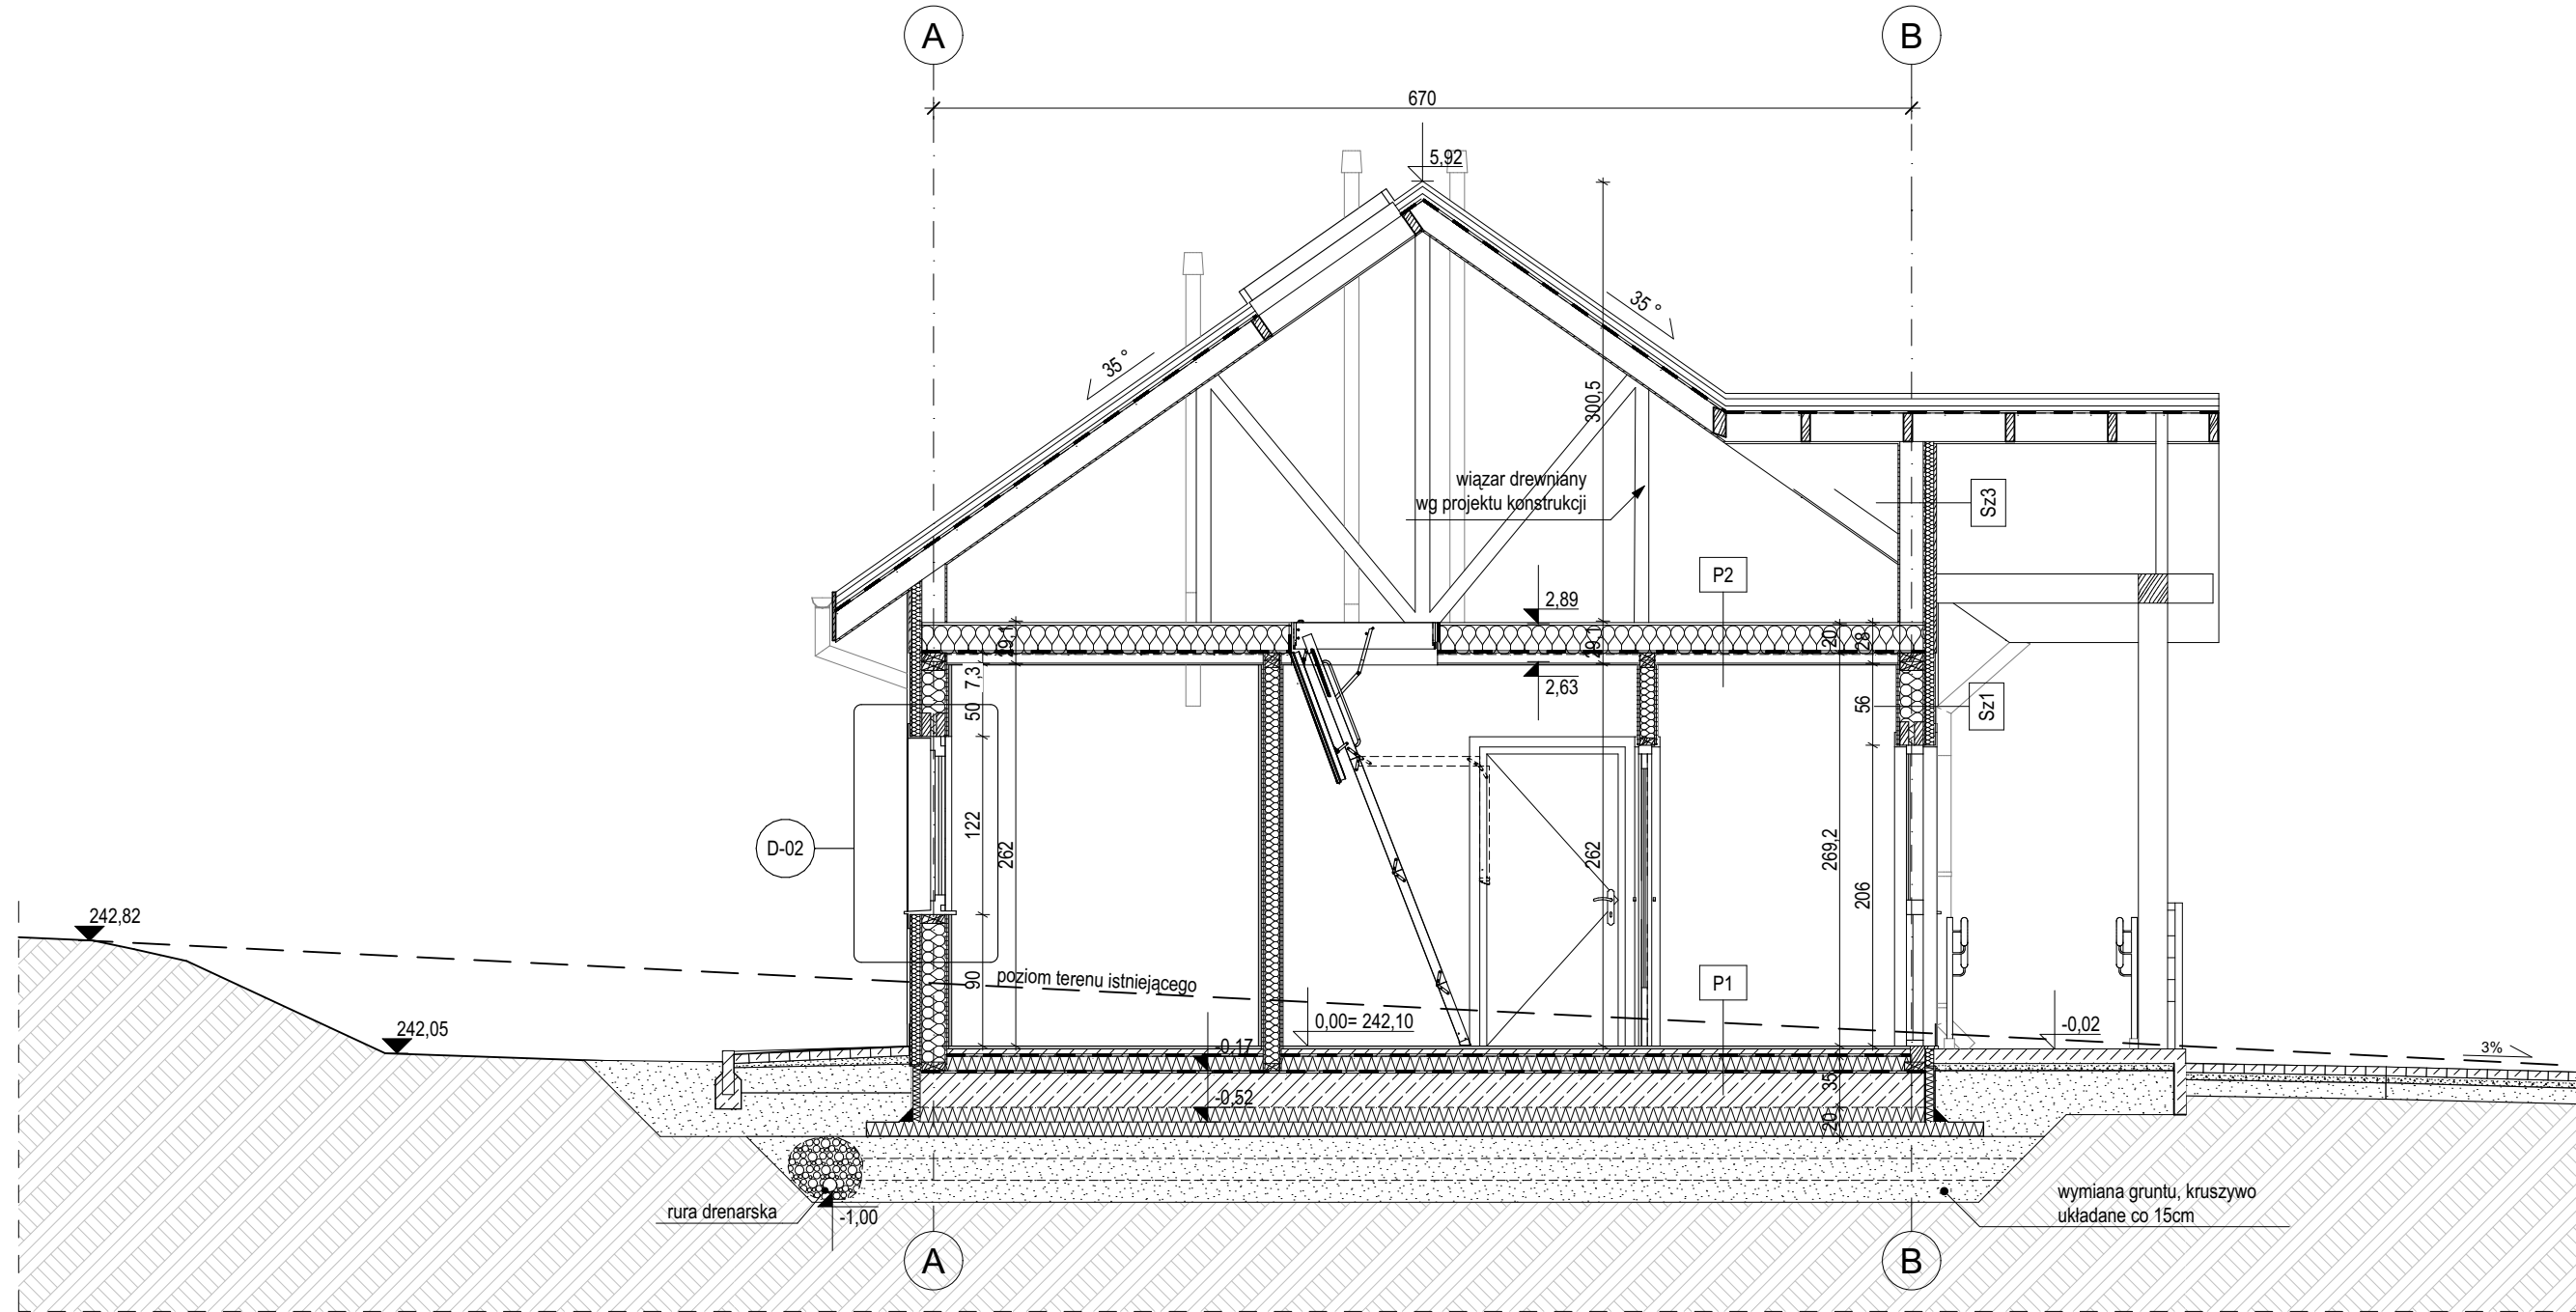 A
B
670
5,92
35 °
35 °
300,5
wiązar drewniany
wg projektu konstrukcji
Sz3
P2
2,89
29,1
29,1
20
28
7,3
2,63
50
56
Sz1
D-02
122
262
262
269,2
206
242,82
90
poziom terenu istniejącego
P1
242,05
0,00= 242,10
-0,02
-0,17
3%
35
-0,52
20
rura drenarska
-1,00
wymiana gruntu, kruszywo
układane co 15cm
A
B